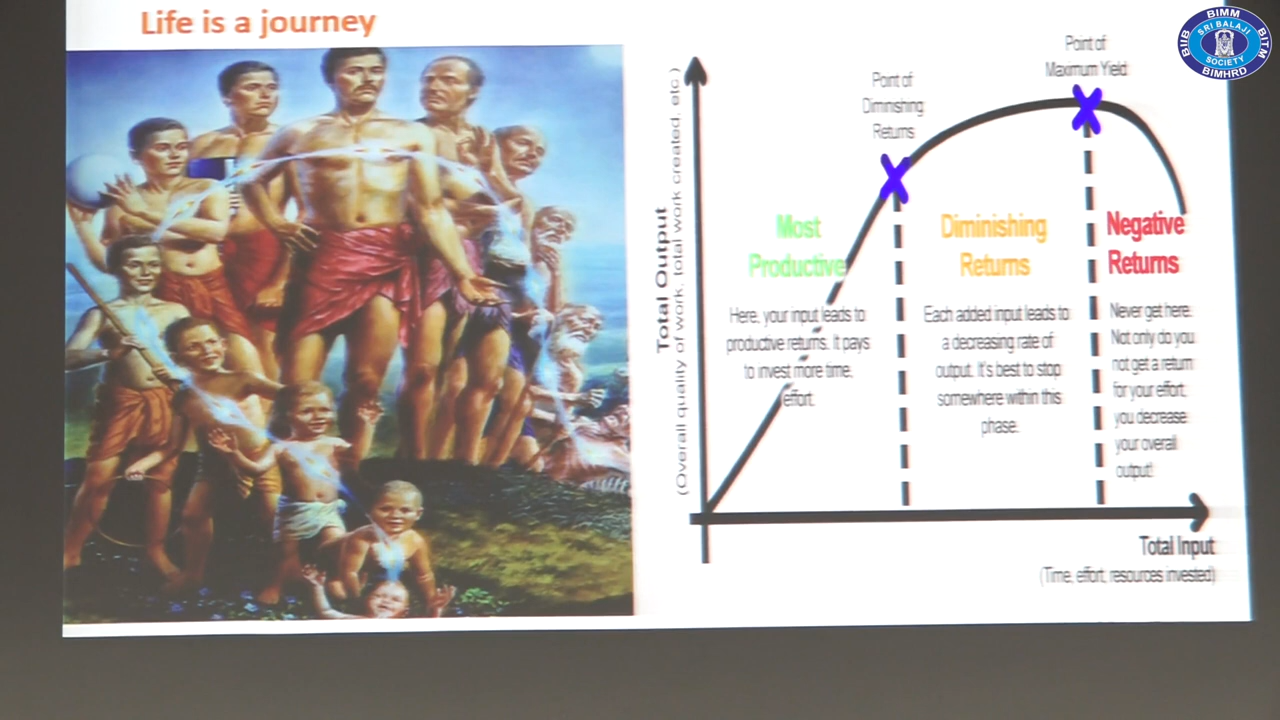 Life is a journey
BIMM
BIIB
SRI BALAJI
SOCIETY
BITM
BIMHRD
Point of
Diminishing
Returns
Point of
Maximum Yield
Total Output
(Overall quality of work, total work created, etc.)
Most
Productive
Here, your input leads to
productive returns. It pays
to invest more time,
effort.
Diminishing
Returns
Each added input leads to
a decreasing rate of
output. It's best to stop
somewhere within this
phase.
Negative
Returns
Never get here.
Not only do you
not get a return
for your effort,
you decrease
your overall
output!
Total Input
(Time, effort, resources invested)